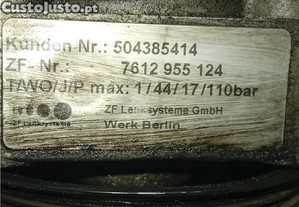 CustoJusto.pt
Kunden Nr.: 504385414
ZF-Nr.: 7612 955 124
T/WO/J/P max: 1/44/17/110bar
ZF Lenksysteme GmbH
Werk Berlin